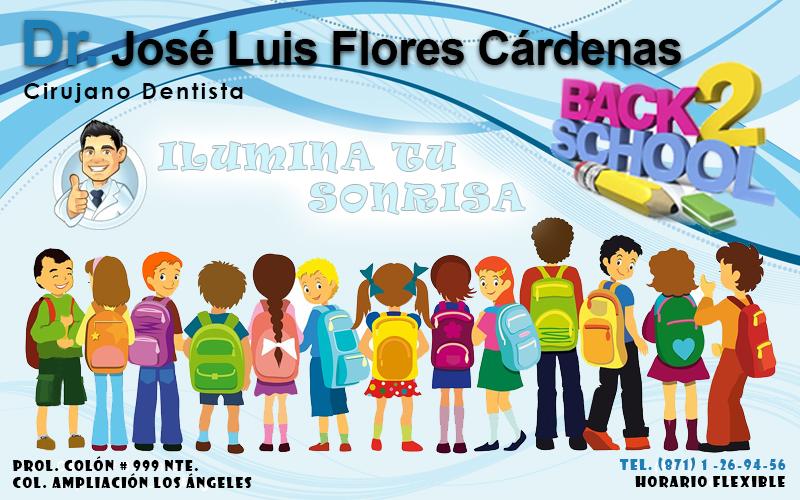 Dr. José Luis Flores Cárdenas
Cirujano Dentista
BACK 2
SCHOOL
ILUMINA TU
SONRISA
PROL. COLÓN # 999 NTE.
COL. AMPLIACIÓN LOS ÁNGELES
TEL. (871) 1 -26-94-56
HORARIO FLEXIBLE